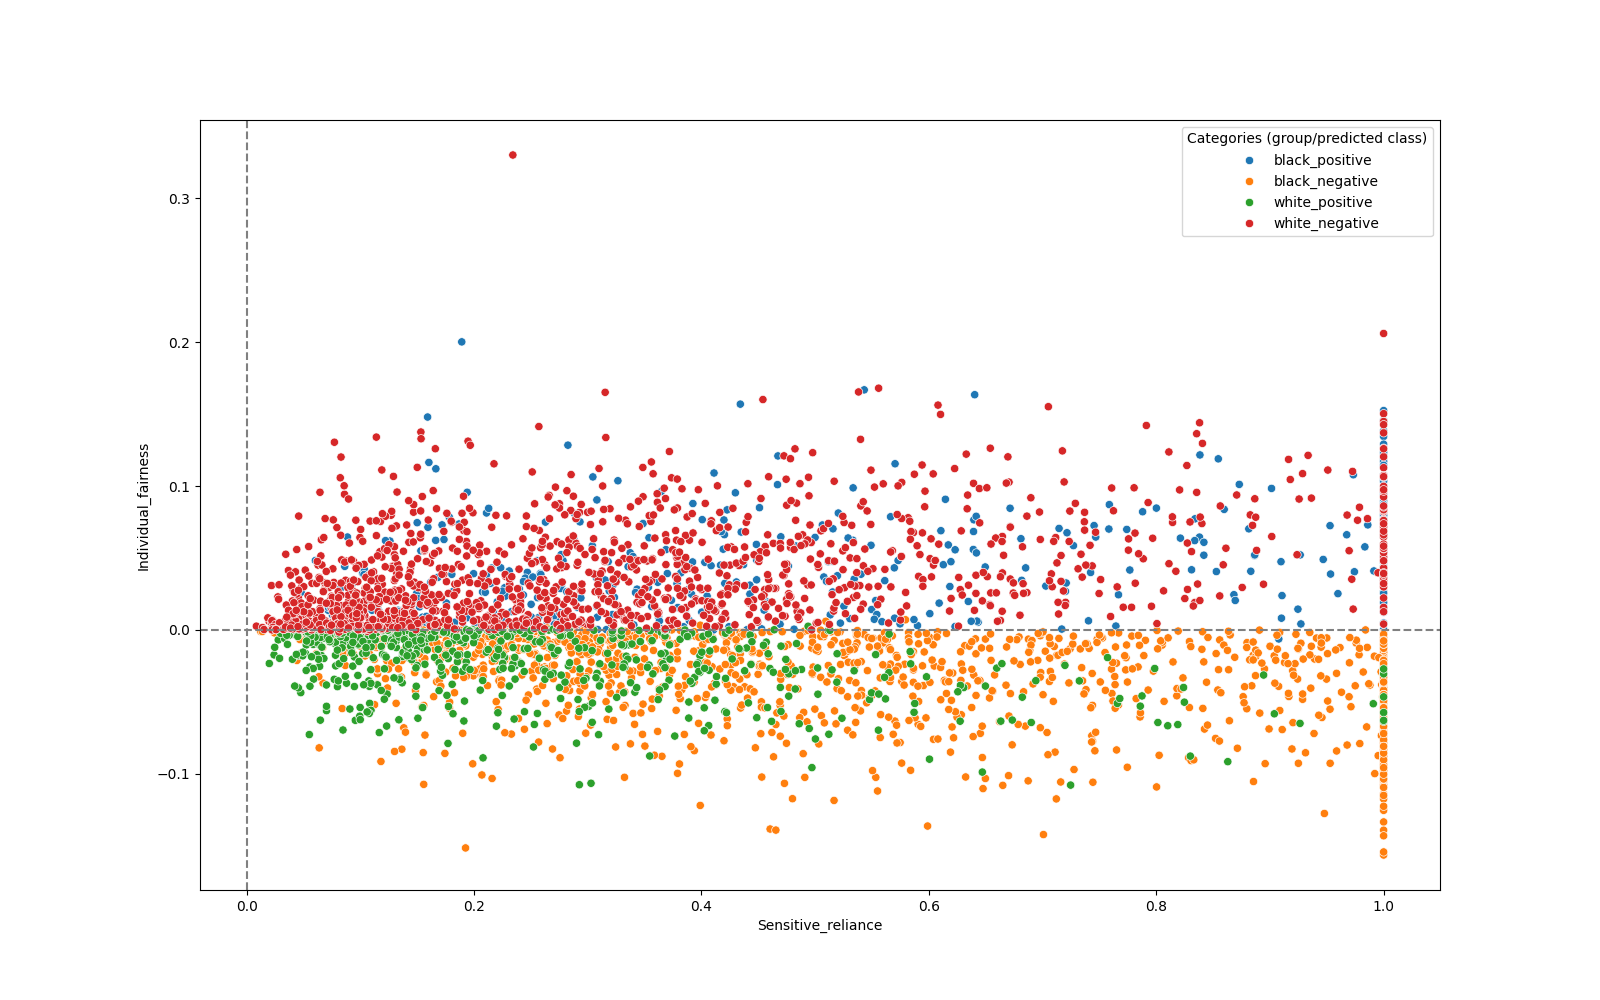 Categories (group/predicted class)
black_positive
black_negative
white_positive
white_negative
0.3
0.2
0.1
0.0
−0.1
Individual_fairness
0.0 0.2 0.4 0.6 0.8 1.0
Sensitive_reliance